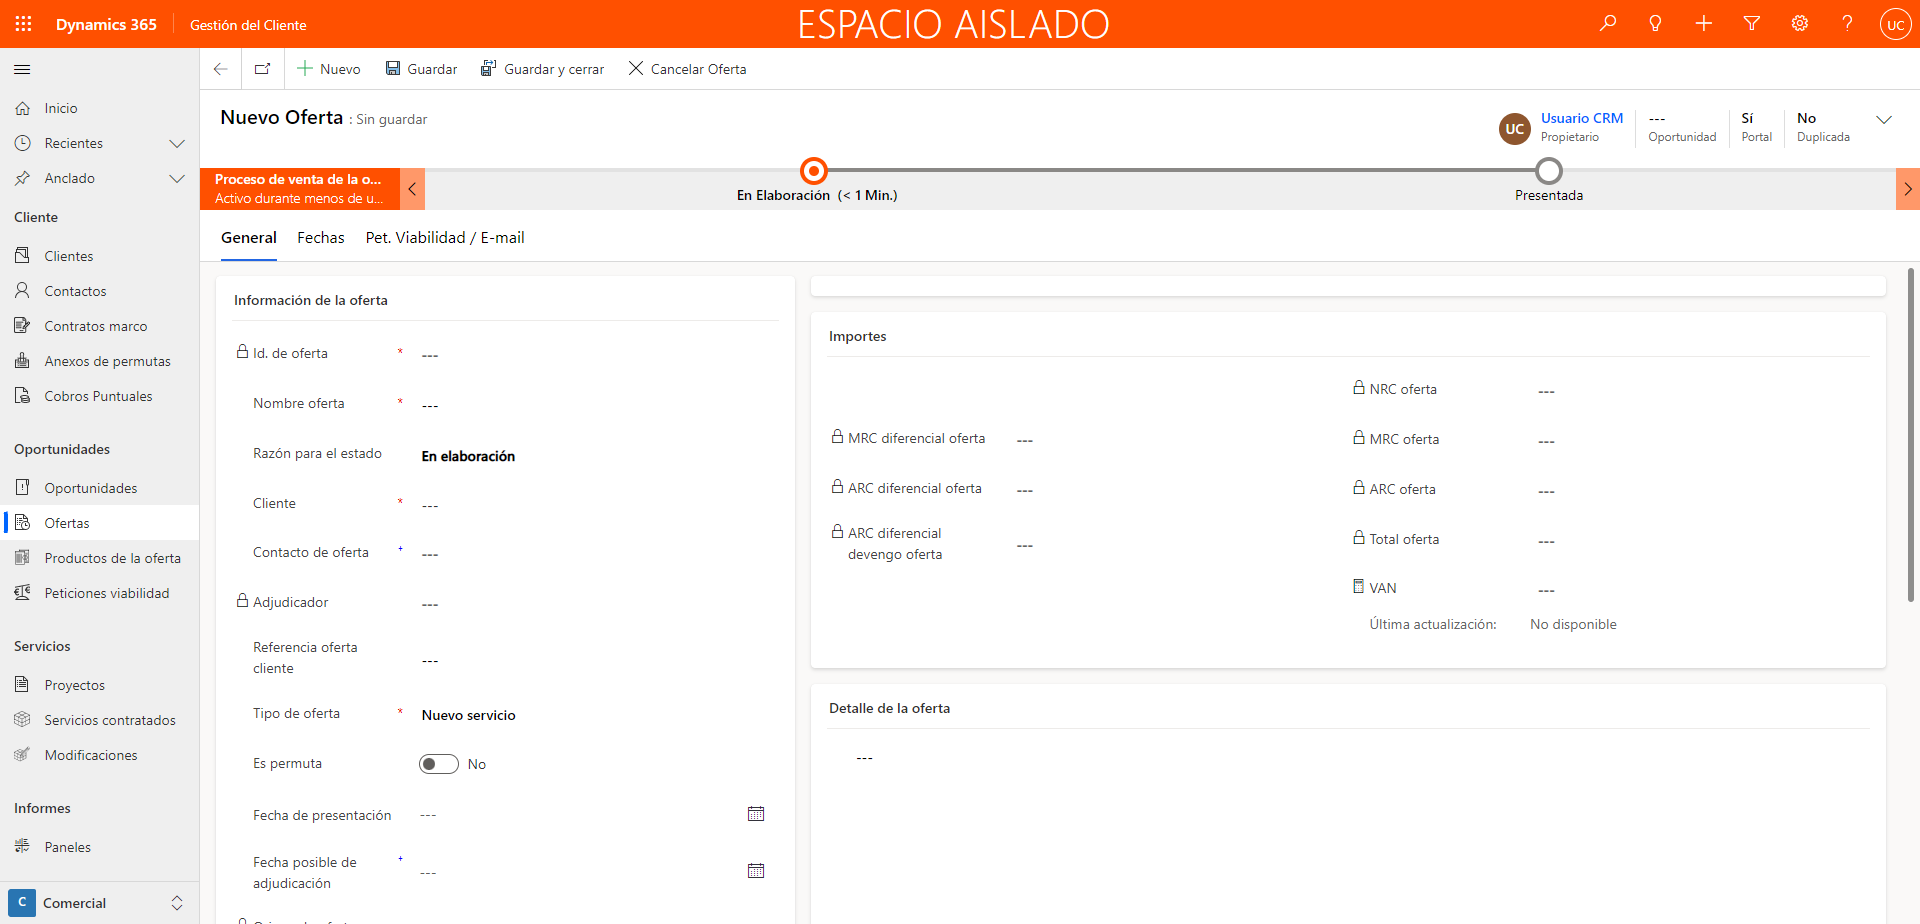 Dynamics 365
Gestión del Cliente
ESPACIO AISLADO
UC
Nuevo
Guardar
Guardar y cerrar
Cancelar Oferta
Inicio
Recientes
Anclado
Cliente
Clientes
Contactos
Contratos marco
Anexos de permutas
Cobros Puntuales
Oportunidades
Oportunidades
Ofertas
Productos de la oferta
Peticiones viabilidad
Servicios
Proyectos
Servicios contratados
Modificaciones
Informes
Paneles
C
Comercial
Nuevo Oferta : Sin guardar
UC
Usuario CRM
Propietario
---
Oportunidad
Sí
Portal
No
Duplicada
Proceso de venta de la o...
Activo durante menos de u...
En Elaboración (< 1 Min.)
Presentada
General
Fechas
Pet. Viabilidad / E-mail
Información de la oferta
Id. de oferta * ---
Nombre oferta * ---
Razón para el estado En elaboración
Cliente * ---
Contacto de oferta + ---
Adjudicador ---
Referencia oferta
cliente ---
Tipo de oferta * Nuevo servicio
Es permuta No
Fecha de presentación ---
Fecha posible de
adjudicación + ---
Importes
MRC diferencial oferta ---
ARC diferencial oferta ---
ARC diferencial
devengo oferta ---
NRC oferta ---
MRC oferta ---
ARC oferta ---
Total oferta ---
VAN ---
Última actualización: No disponible
Detalle de la oferta
---